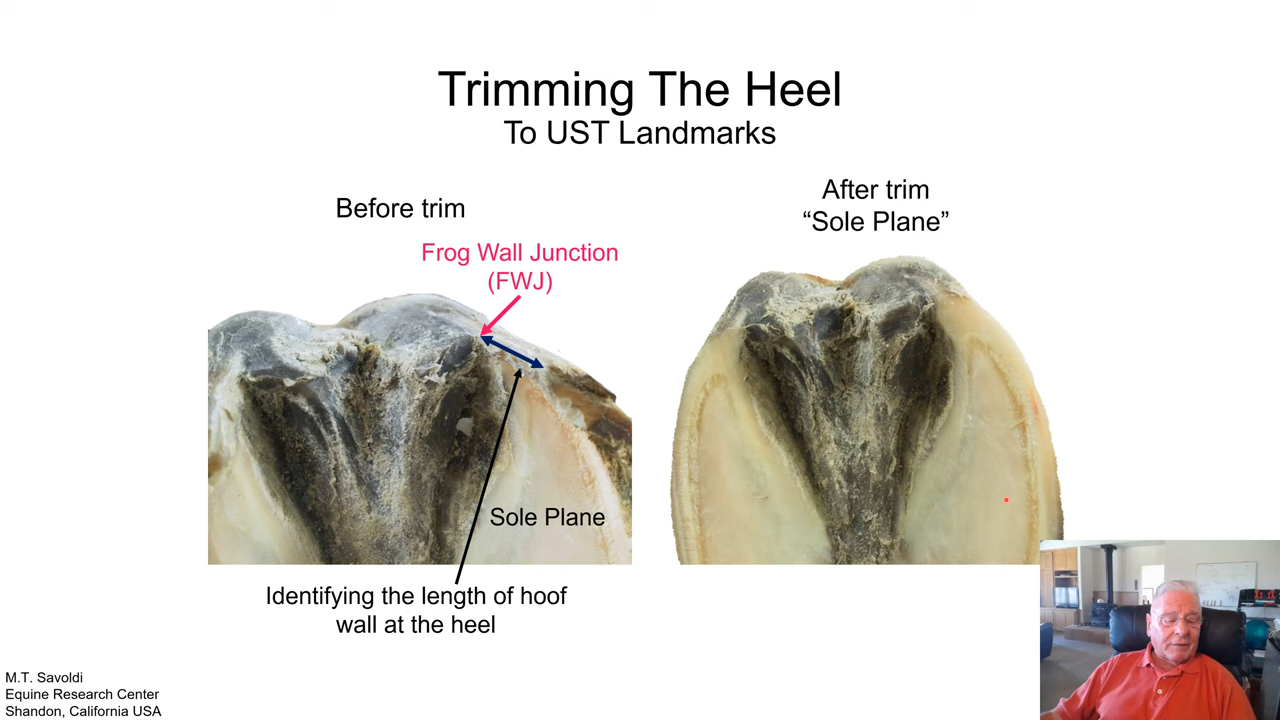 Trimming The Heel
To UST Landmarks
Before trim
After trim
“Sole Plane”
Frog Wall Junction
(FWJ)
Sole Plane
Identifying the length of hoof
wall at the heel
M.T. Savoldi
Equine Research Center
Shandon, California USA